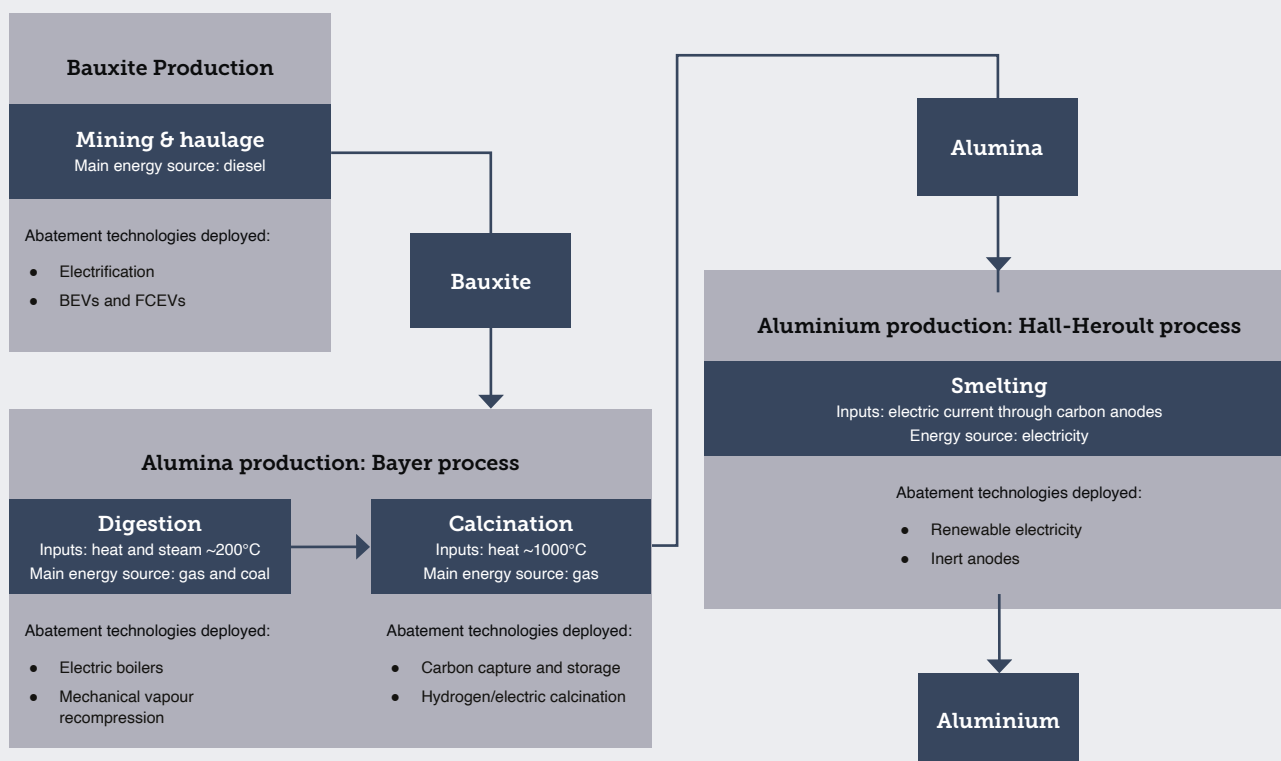 Bauxite Production
Mining & haulage
Main energy source: diesel
Abatement technologies deployed:
● Electrification
● BEVs and FCEVs
Bauxite
Alumina production: Bayer process
Digestion
Inputs: heat and steam ~200°C
Main energy source: gas and coal
Abatement technologies deployed:
● Electric boilers
● Mechanical vapour
recompression
Calcination
Inputs: heat ~1000°C
Main energy source: gas
Abatement technologies deployed:
● Carbon capture and storage
● Hydrogen/electric calcination
Alumina
Aluminium production: Hall-Heroult process
Smelting
Inputs: electric current through carbon anodes
Energy source: electricity
Abatement technologies deployed:
● Renewable electricity
● Inert anodes
Aluminium